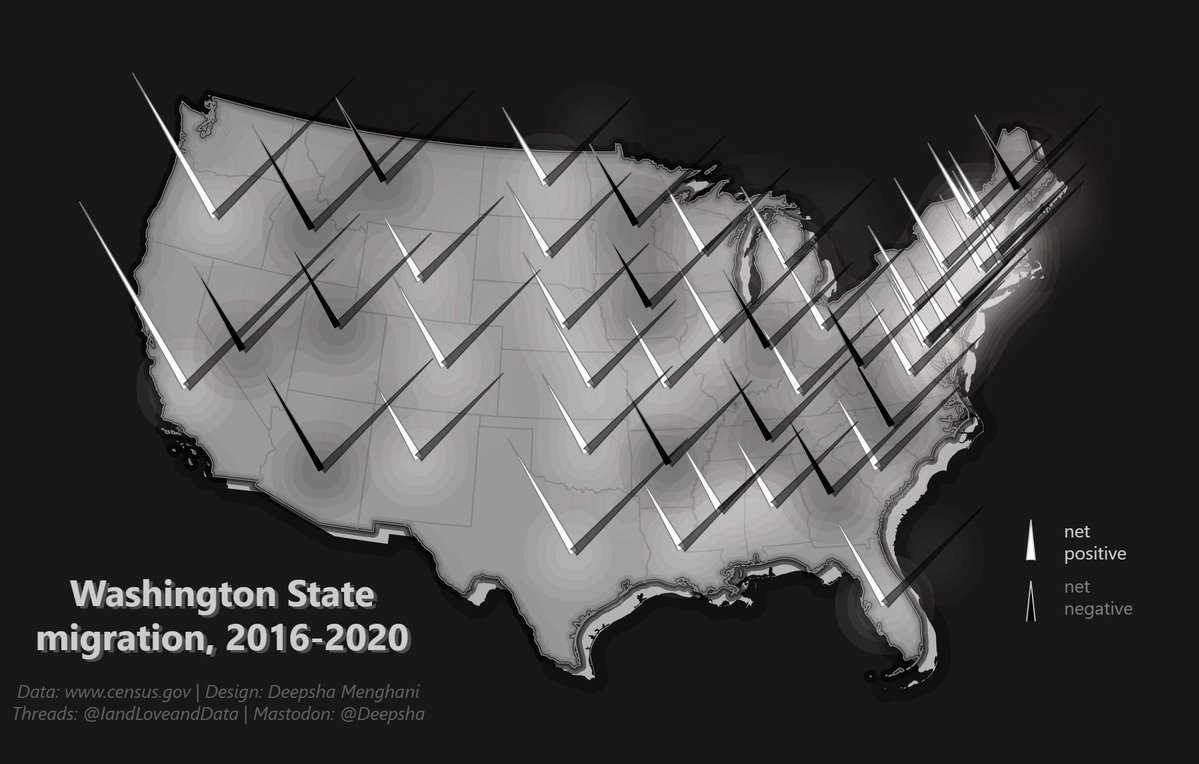 net
positive
net
negative
Washington State
migration, 2016-2020
Data: www.census.gov | Design: Deepsha Menghani
Threads: @IandLoveandData | Mastodon: @Deepsha